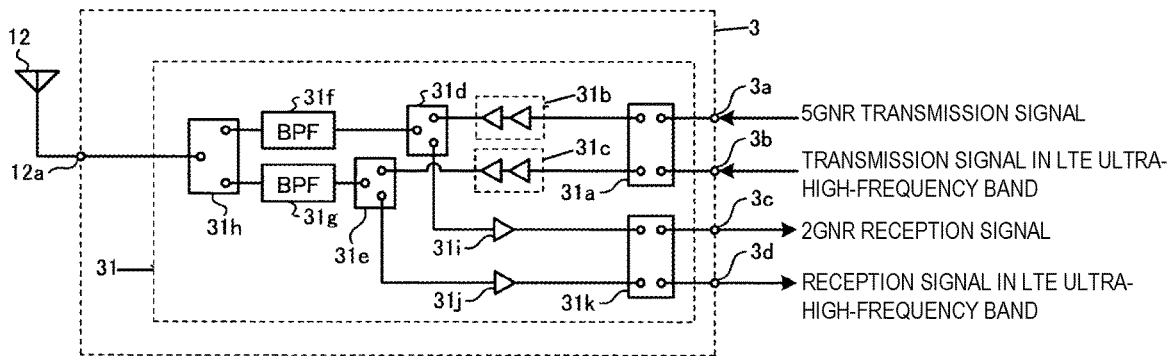 12
3
31f
31d
31b
3a
5GNR TRANSMISSION SIGNAL
BPF
3b
31c
TRANSMISSION SIGNAL IN LTE ULTRA-
HIGH-FREQUENCY BAND
12a
BPF
31a
3c
31h
31g
31e
31i
2GNR RECEPTION SIGNAL
3d
31
31j
31k
RECEPTION SIGNAL IN LTE ULTRA-
HIGH-FREQUENCY BAND